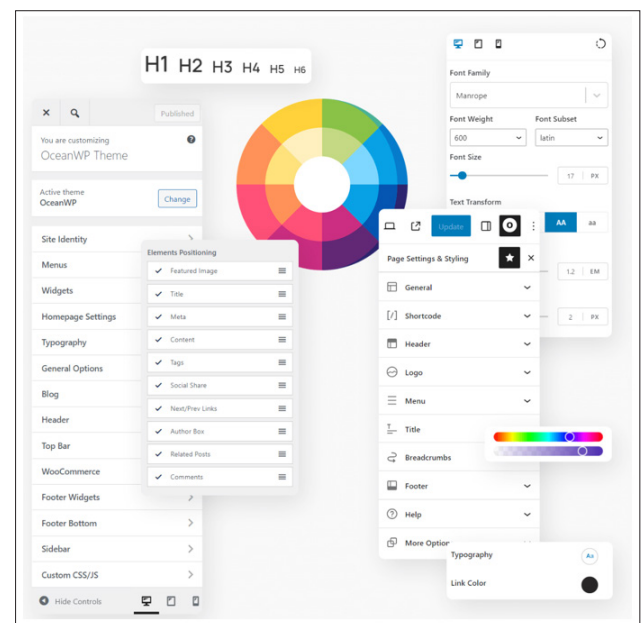 H1 H2 H3 H4 H5 H6
Published
You are customizing
OceanWP Theme
Active theme
OceanWP
Change
Site Identity
Menus
Widgets
Homepage Settings
Typography
General Options
Blog
Header
Top Bar
WooCommerce
Footer Widgets
Footer Bottom
Sidebar
Custom CSS/JS
Hide Controls
Elements Positioning
Featured Image
Title
Meta
Content
Tags
Social Share
Next/Prev Links
Author Box
Related Posts
Comments
Font Family
Manrope
Font Weight Font Subset
600 latin
Font Size
17 PX
Text Transform
AA aa
1.2 EM
2 PX
Update
Page Settings & Styling
General
[/] Shortcode
Header
Logo
Menu
Title
Breadcrumbs
Footer
Help
More Option
Typography Aa
Link Color